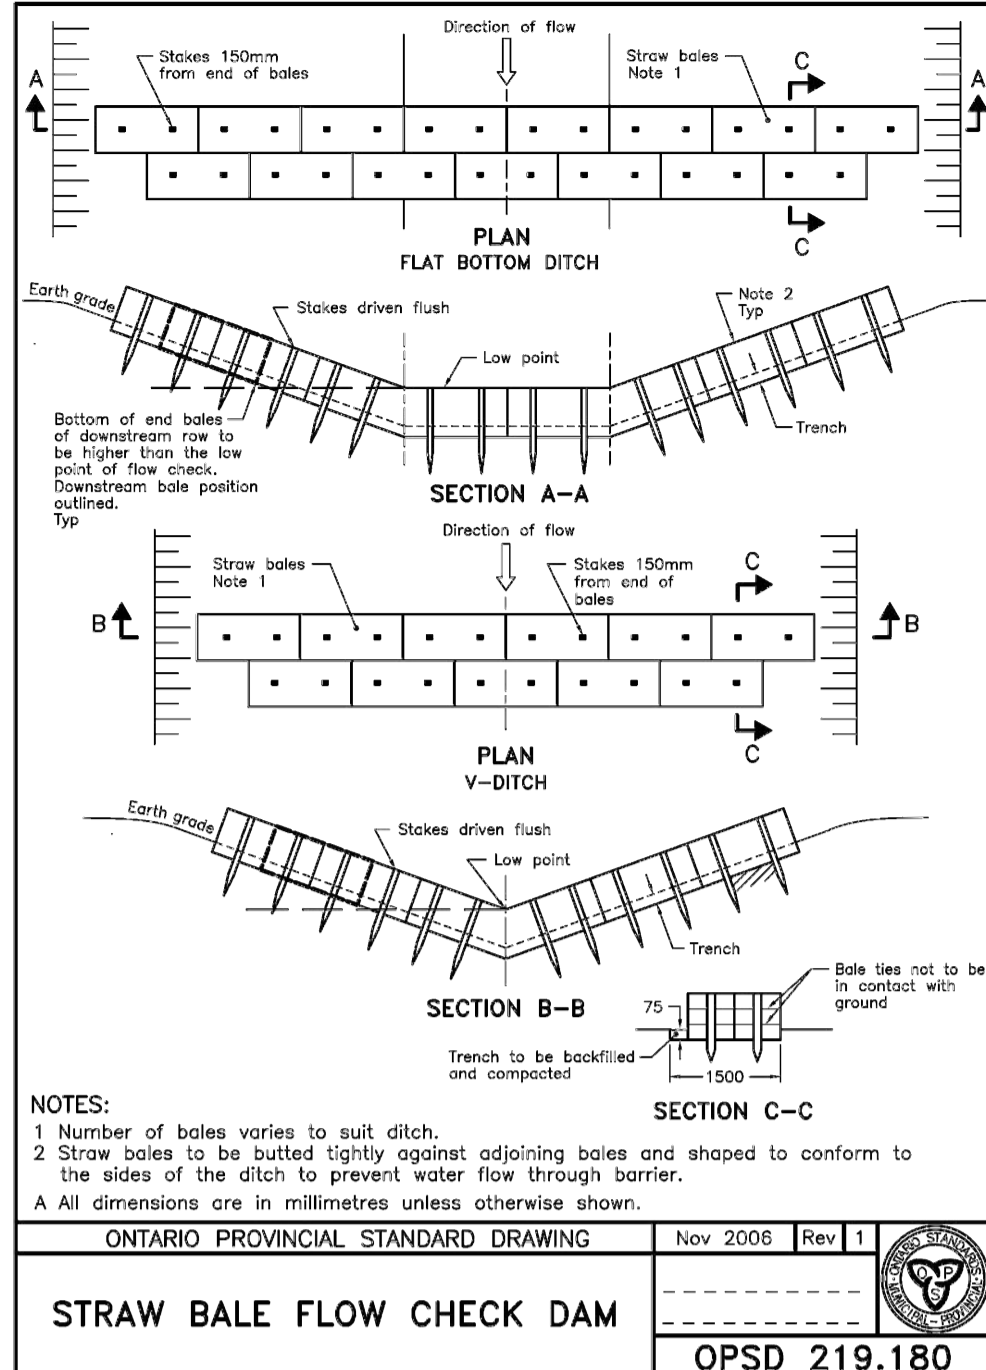 Direction of flow
Stakes 150mm
from end of bales
Straw bales
Note 1
C
A
A
C
PLAN
FLAT BOTTOM DITCH
Earth grade
Stakes driven flush
Note 2
Typ
Low point
Trench
Bottom of end bales
of downstream row to
be higher than the low
point of flow check.
Downstream bale position
outlined.
Typ
SECTION A-A
Direction of flow
Straw bales
Note 1
Stakes 150mm
from end of
bales
C
B
B
C
PLAN
V-DITCH
Earth grade
Stakes driven flush
Low point
Trench
SECTION B-B
Bale ties not to be
in contact with
ground
75
Trench to be backfilled
and compacted
1500
SECTION C-C
NOTES:
1 Number of bales varies to suit ditch.
2 Straw bales to be butted tightly against adjoining bales and shaped to conform to
the sides of the ditch to prevent water flow through barrier.
A All dimensions are in millimetres unless otherwise shown.
ONTARIO PROVINCIAL STANDARD DRAWING
Nov 2006 Rev 1
STRAW BALE FLOW CHECK DAM
ONTARIO STANDARDS
MUNICIPAL - PROVINCIAL
O P S
OPSD 219.180